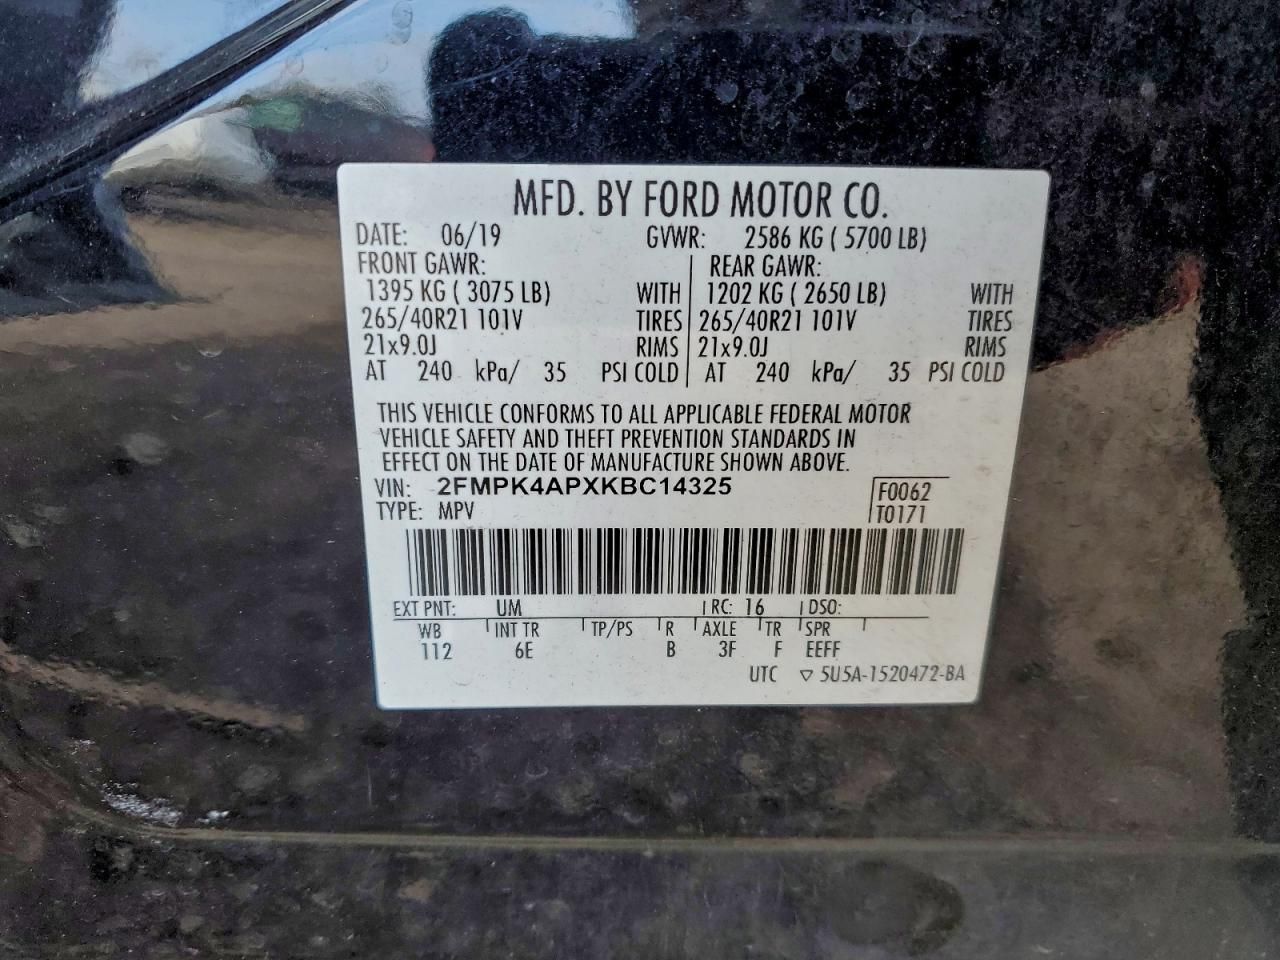 MFD. BY FORD MOTOR CO.
DATE: 06/19 GVWR: 2586 KG ( 5700 LB)
FRONT GAWR: REAR GAWR:
1395 KG ( 3075 LB) WITH 1202 KG ( 2650 LB) WITH
265/40R21 101V TIRES 265/40R21 101V TIRES
21x9.0J RIMS 21x9.0J RIMS
AT 240 kPa/ 35 PSI COLD AT 240 kPa/ 35 PSI COLD
THIS VEHICLE CONFORMS TO ALL APPLICABLE FEDERAL MOTOR
VEHICLE SAFETY AND THEFT PREVENTION STANDARDS IN
EFFECT ON THE DATE OF MANUFACTURE SHOWN ABOVE.
VIN: 2FMPK4APXKBC14325 F0062
TYPE: MPV T0171
EXT PNT: UM RC: 16 DSO:
WB INT TR TP/PS R AXLE TR SPR
112 6E B 3F F EEFF
UTC ▽ 5U5A-1520472-BA